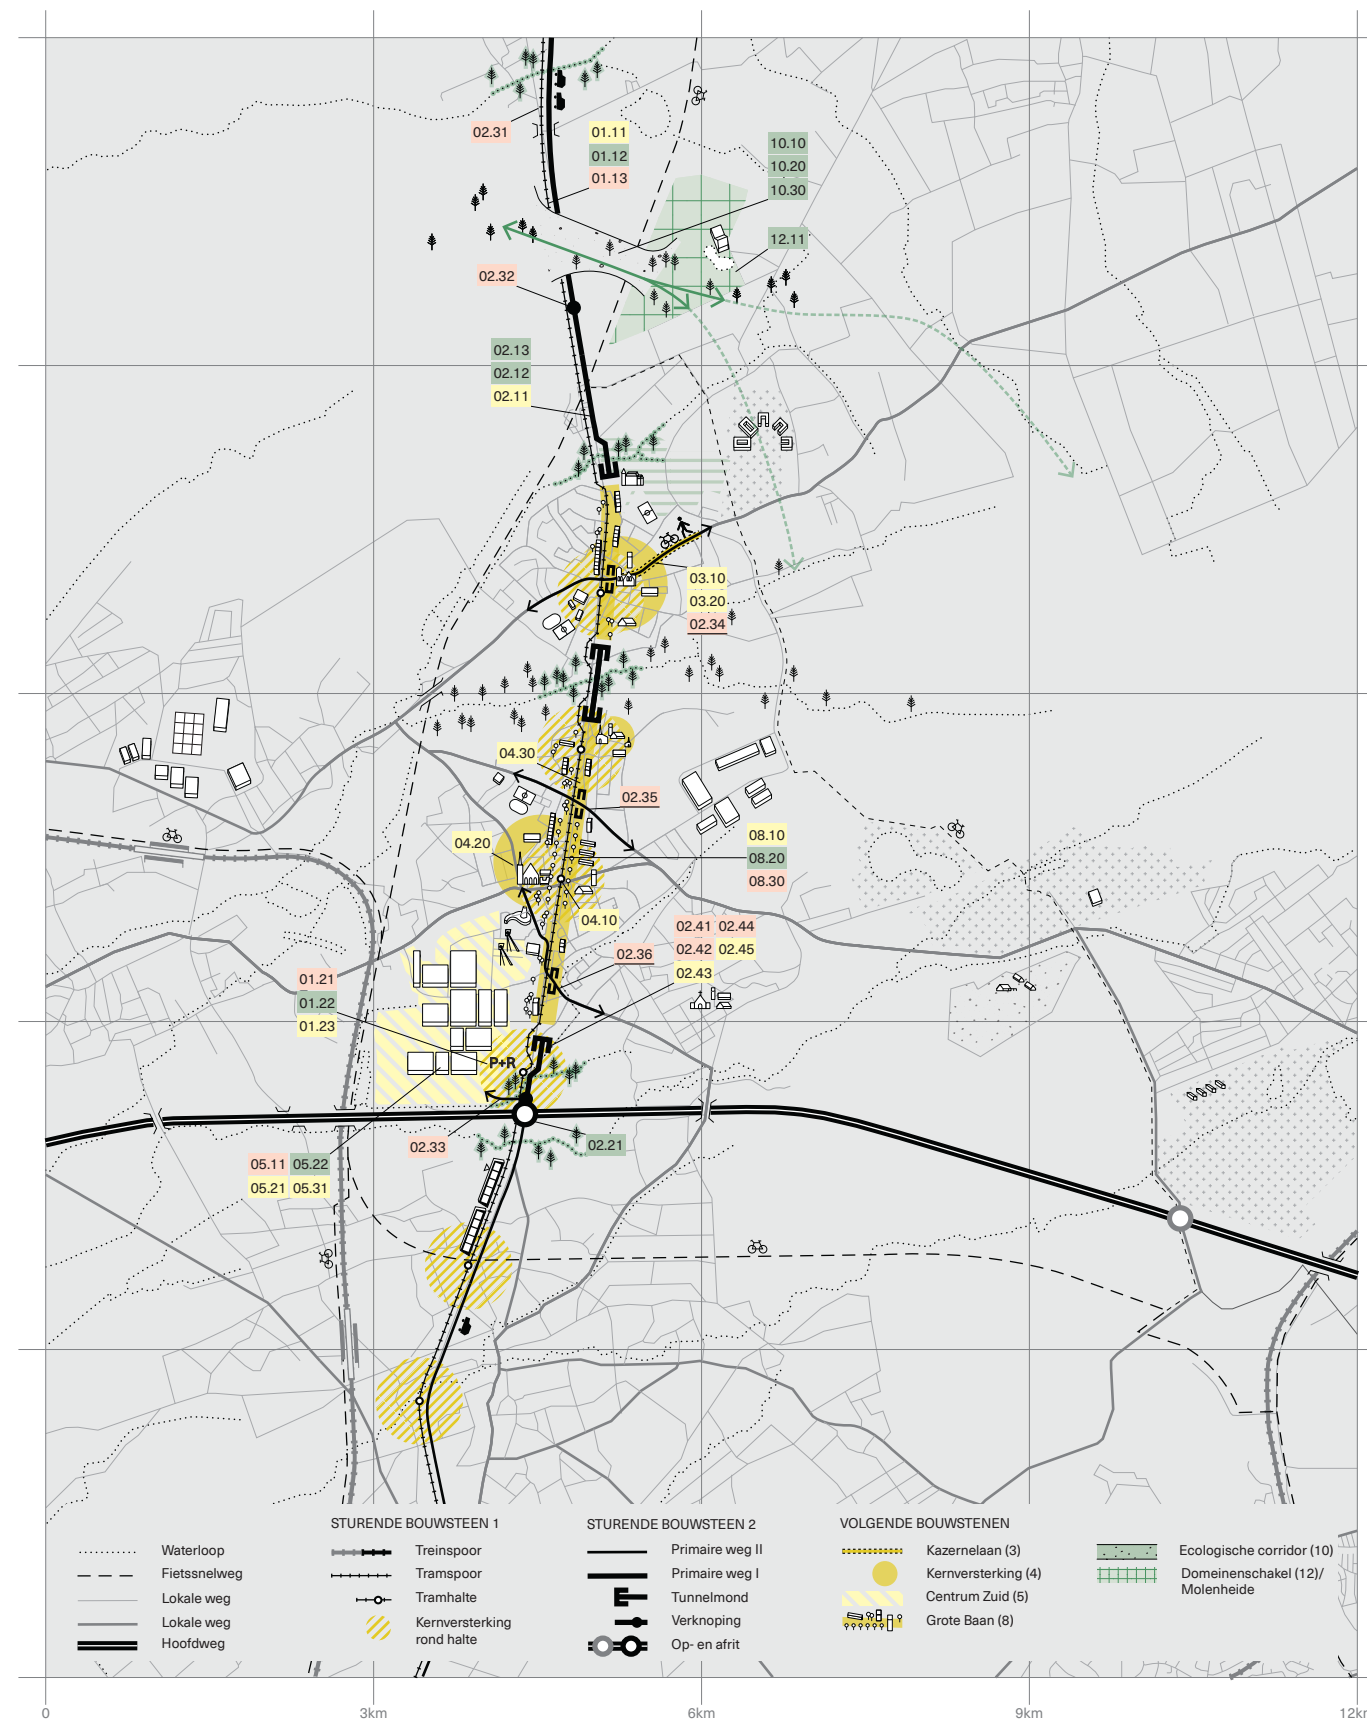 02.31
01.11
01.12
01.13
10.10
10.20
10.30
12.11
02.32
02.13
02.12
02.11
03.10
03.20
02.34
04.30
02.35
04.20
08.10
08.20
08.30
04.10
02.41 02.44
02.42 02.45
02.43
02.36
01.21
01.22
01.23
P+R
02.33
02.21
05.11 05.22
05.21 05.31
Waterloop
Fietssnelweg
Lokale weg
Lokale weg
Hoofdweg
STURENDE BOUWSTEEN 1
Treinspoor
Tramspoor
Tramhalte
Kernversterking
rond halte
STURENDE BOUWSTEEN 2
Primaire weg II
Primaire weg I
Tunnelmond
Verknoping
Op- en afrit
VOLGENDE BOUWSTENEN
Kazernelaan (3)
Kernversterking (4)
Centrum Zuid (5)
Grote Baan (8)
Ecologische corridor (10)
Domeinenschakel (12)/
Molenheide
0
3km
6km
9km